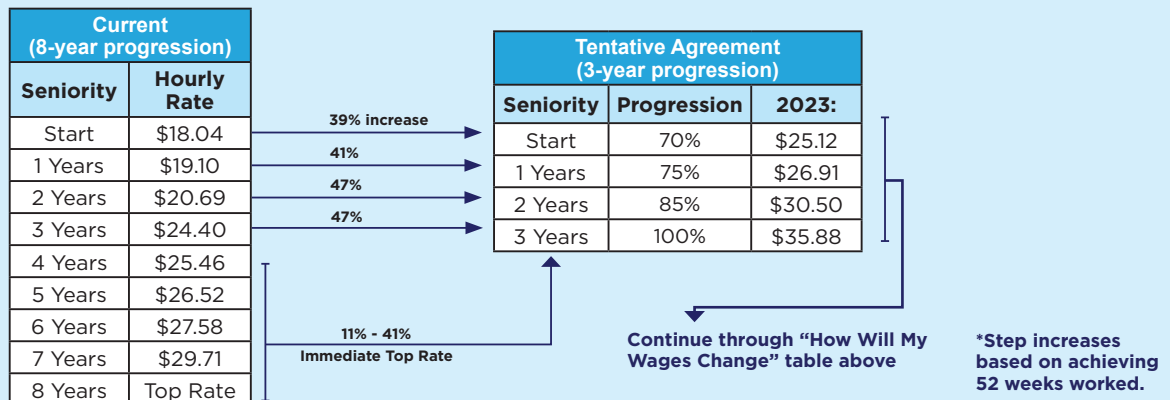 Current
(8-year progression)
Seniority Hourly Rate
Start $18.04
1 Years $19.10
2 Years $20.69
3 Years $24.40
4 Years $25.46
5 Years $26.52
6 Years $27.58
7 Years $29.71
8 Years Top Rate
39% increase
41%
47%
47%
11% - 41%
Immediate Top Rate
Tentative Agreement
(3-year progression)
Seniority Progression 2023:
Start 70% $25.12
1 Years 75% $26.91
2 Years 85% $30.50
3 Years 100% $35.88
Continue through “How Will My
Wages Change” table above
*Step increases
based on achieving
52 weeks worked.